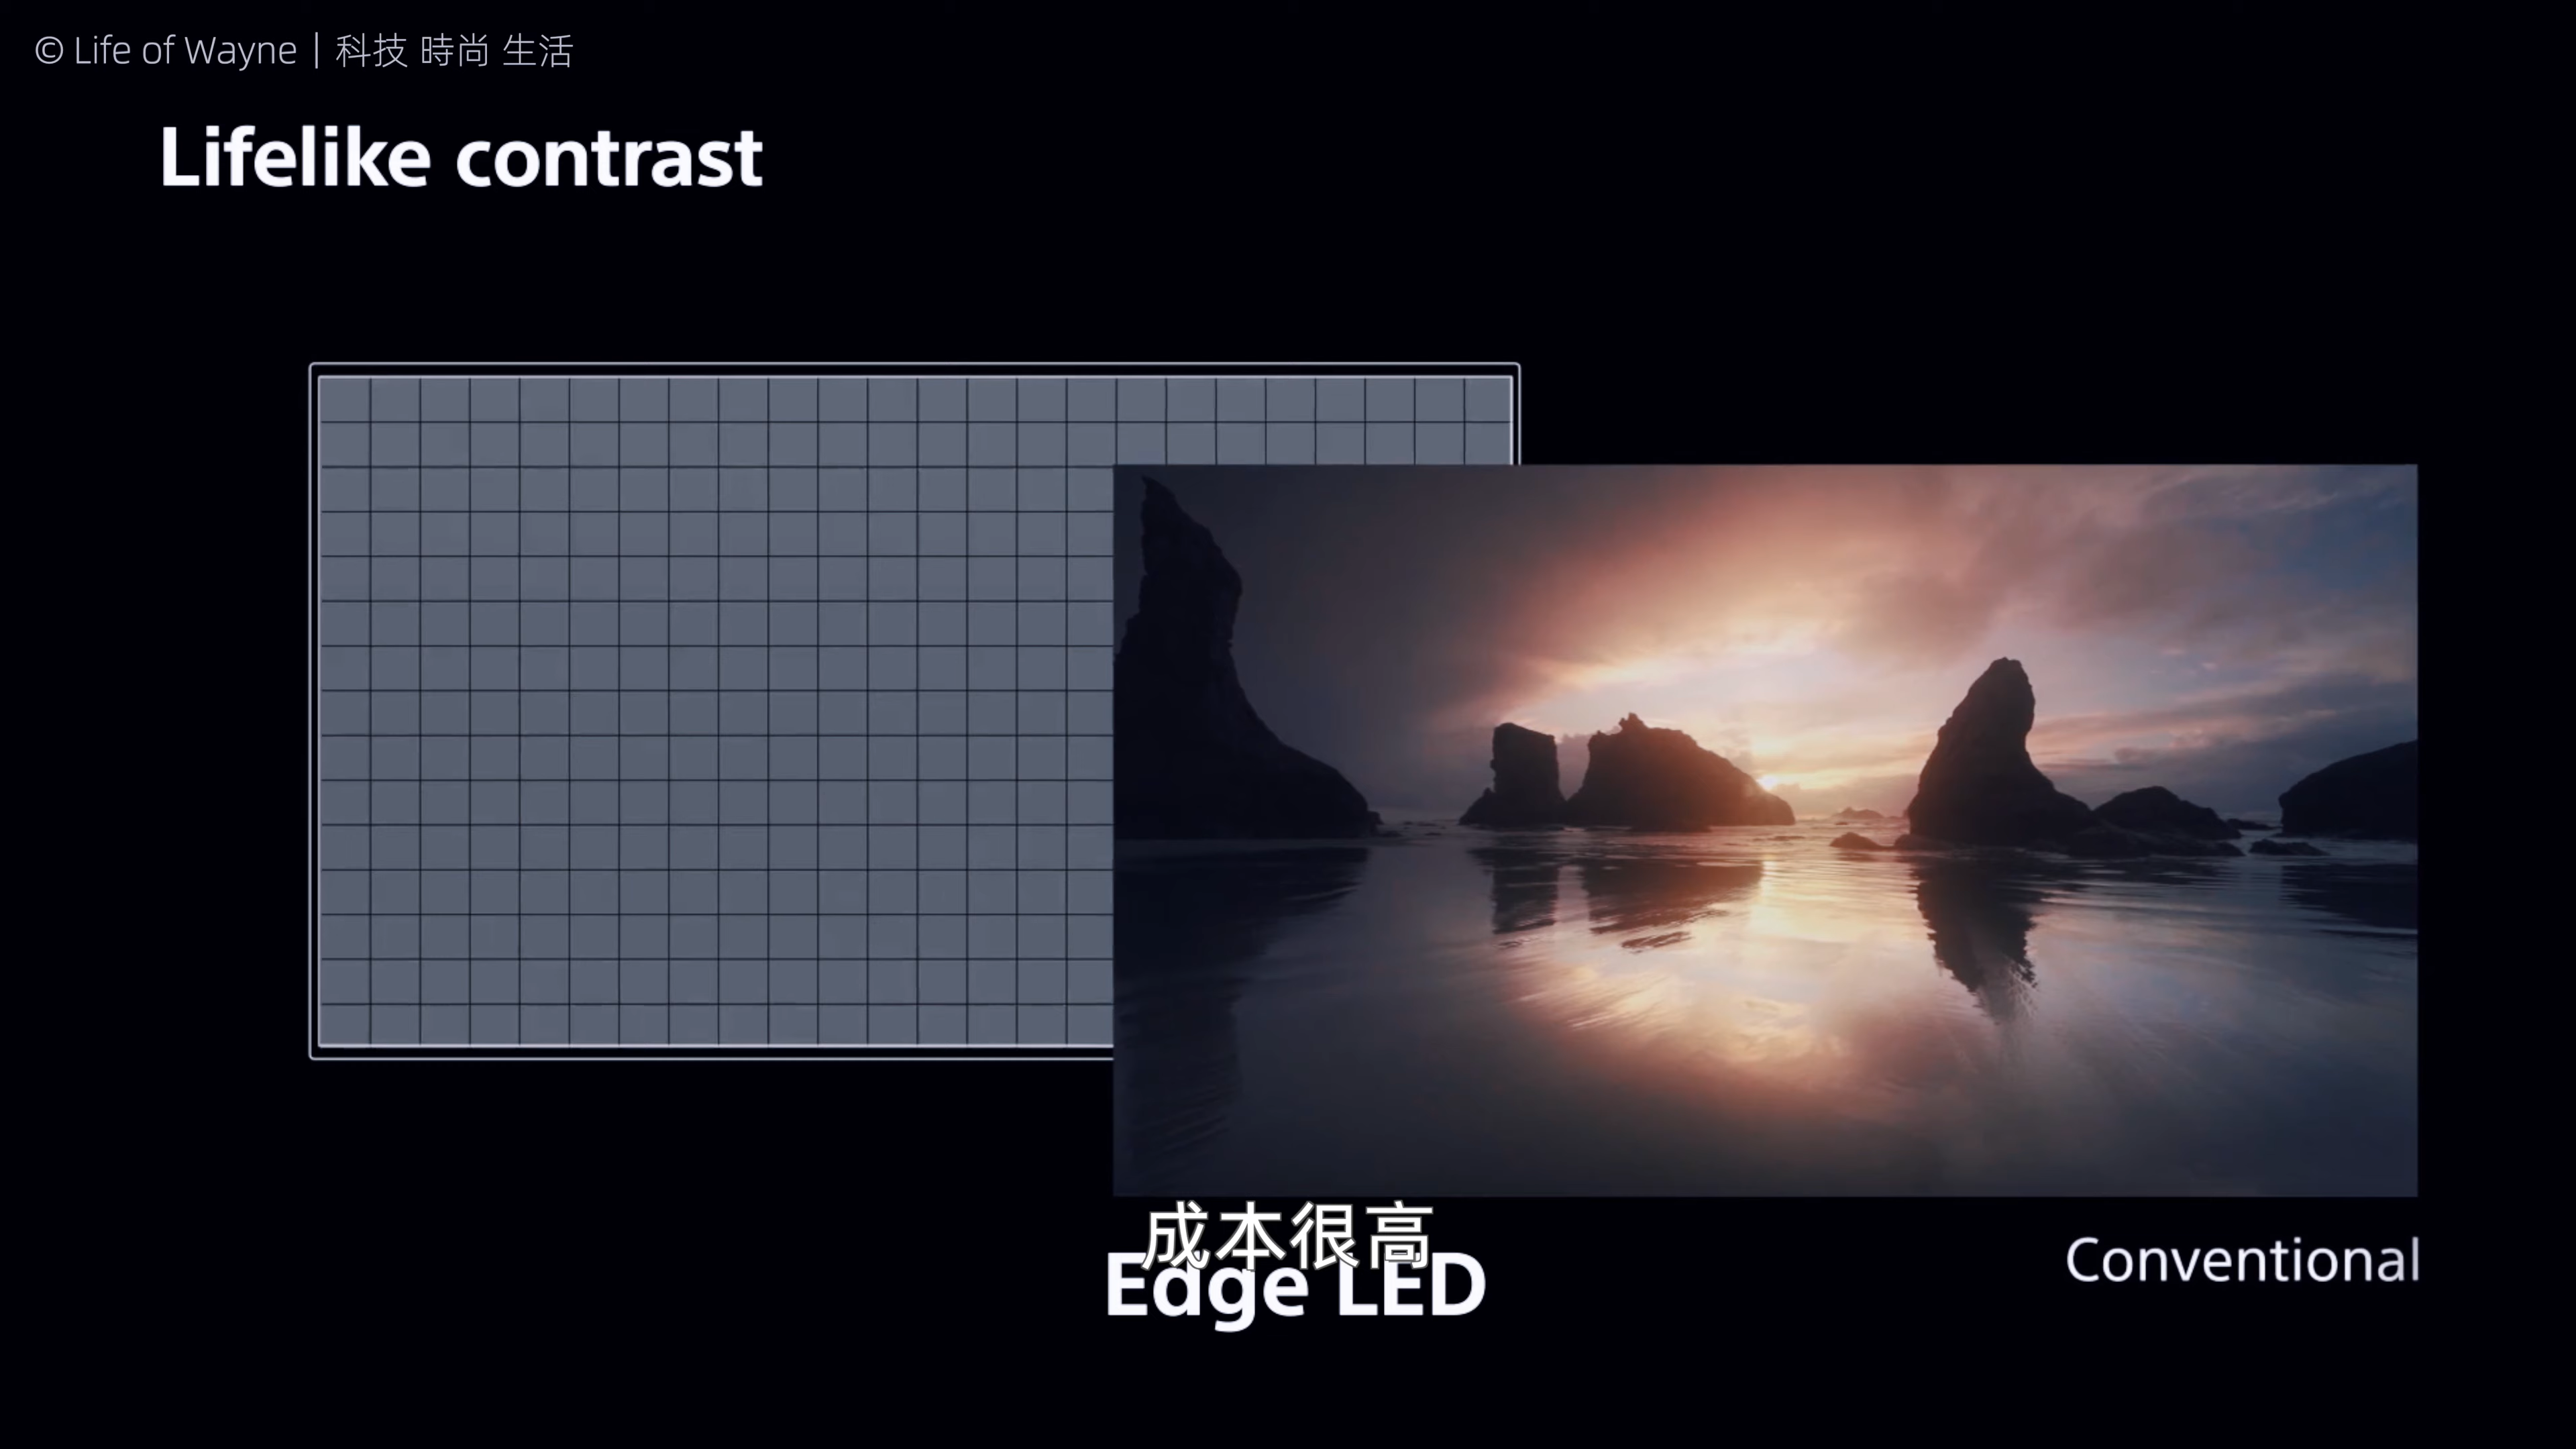 © Life of Wayne｜科技 時尚 生活
Lifelike contrast
成本很高
Edge LED
Conventional